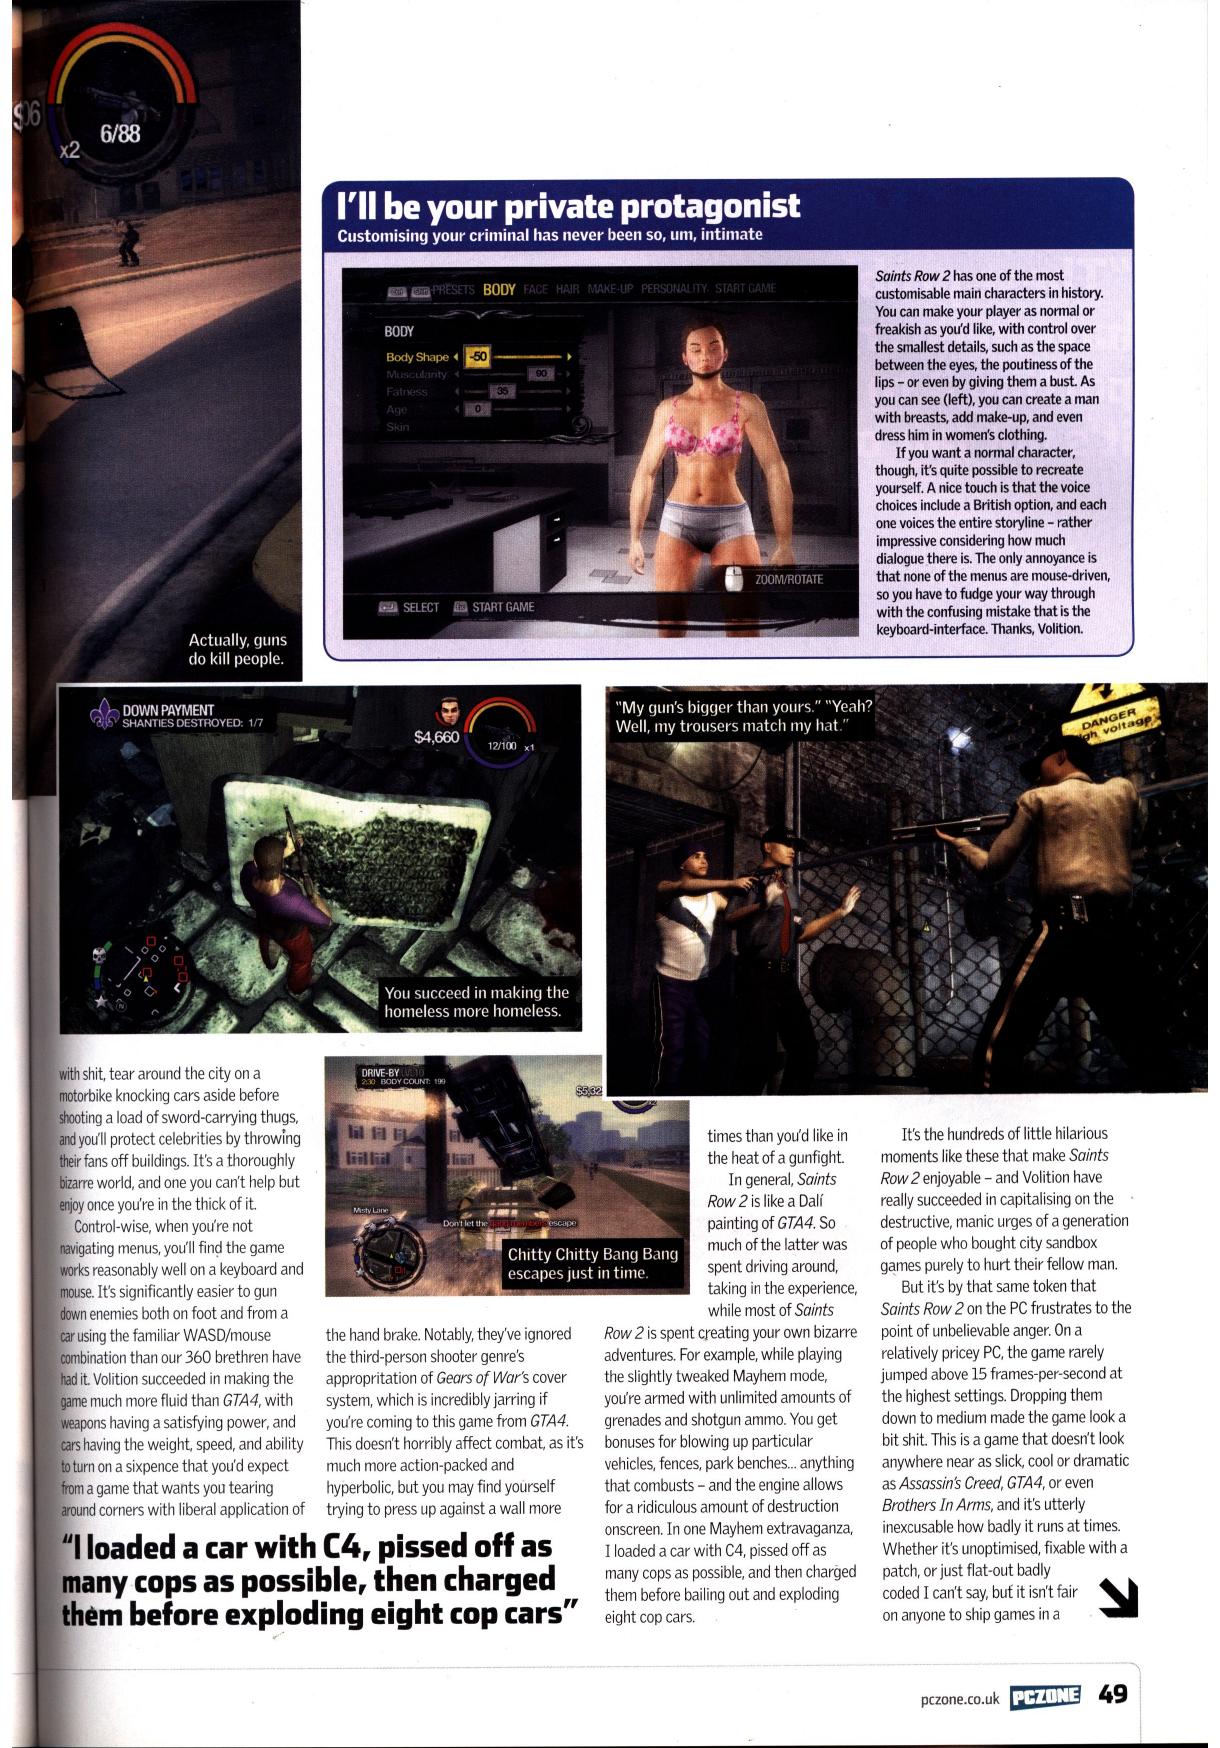 $06
6/88
x2
Actually, guns
do kill people.
I'll be your private protagonist
Customising your criminal has never been so, um, intimate
PRESETS BODY FACE HAIR MAKE-UP PERSONALITY START GAME
BODY
Body Shape -50
Muscularity 90
Fatness 35
Age 0
Skin
ZOOM/ROTATE
SELECT START GAME
Saints Row 2 has one of the most
customisable main characters in history.
You can make your player as normal or
freakish as you'd like, with control over
the smallest details, such as the space
between the eyes, the poutiness of the
lips – or even by giving them a bust. As
you can see (left), you can create a man
with breasts, add make-up, and even
dress him in women's clothing.
If you want a normal character,
though, it's quite possible to recreate
yourself. A nice touch is that the voice
choices include a British option, and each
one voices the entire storyline – rather
impressive considering how much
dialogue there is. The only annoyance is
that none of the menus are mouse-driven,
so you have to fudge your way through
with the confusing mistake that is the
keyboard-interface. Thanks, Volition.
DOWN PAYMENT
SHANTIES DESTROYED: 1/7
$4,660
12/100 x1
You succeed in making the
homeless more homeless.
"My gun's bigger than yours." "Yeah?
Well, my trousers match my hat."
DANGER
high voltage
with shit, tear around the city on a
motorbike knocking cars aside before
shooting a load of sword-carrying thugs,
and you'll protect celebrities by throwing
their fans off buildings. It's a thoroughly
bizarre world, and one you can't help but
enjoy once you're in the thick of it.
Control-wise, when you're not
navigating menus, you'll find the game
works reasonably well on a keyboard and
mouse. It's significantly easier to gun
down enemies both on foot and from a
car using the familiar WASD/mouse
combination than our 360 brethren have
had it. Volition succeeded in making the
game much more fluid than GTA4, with
weapons having a satisfying power, and
cars having the weight, speed, and ability
to turn on a sixpence that you'd expect
from a game that wants you tearing
around corners with liberal application of
DRIVE-BY
2:30 BODY COUNT: 199
$5,32
Misty Lane
Don't let the gang members escape
Chitty Chitty Bang Bang
escapes just in time.
the hand brake. Notably, they've ignored
the third-person shooter genre's
appropritation of Gears of War's cover
system, which is incredibly jarring if
you're coming to this game from GTA4.
This doesn't horribly affect combat, as it's
much more action-packed and
hyperbolic, but you may find yourself
trying to press up against a wall more
"I loaded a car with C4, pissed off as
many cops as possible, then charged
them before exploding eight cop cars"
times than you'd like in
the heat of a gunfight.
In general, Saints
Row 2 is like a Dalí
painting of GTA4. So
much of the latter was
spent driving around,
taking in the experience,
while most of Saints
Row 2 is spent creating your own bizarre
adventures. For example, while playing
the slightly tweaked Mayhem mode,
you're armed with unlimited amounts of
grenades and shotgun ammo. You get
bonuses for blowing up particular
vehicles, fences, park benches... anything
that combusts – and the engine allows
for a ridiculous amount of destruction
onscreen. In one Mayhem extravaganza,
I loaded a car with C4, pissed off as
many cops as possible, and then charged
them before bailing out and exploding
eight cop cars.
It's the hundreds of little hilarious
moments like these that make Saints
Row 2 enjoyable – and Volition have
really succeeded in capitalising on the
destructive, manic urges of a generation
of people who bought city sandbox
games purely to hurt their fellow man.
But it's by that same token that
Saints Row 2 on the PC frustrates to the
point of unbelievable anger. On a
relatively pricey PC, the game rarely
jumped above 15 frames-per-second at
the highest settings. Dropping them
down to medium made the game look a
bit shit. This is a game that doesn't look
anywhere near as slick, cool or dramatic
as Assassin's Creed, GTA4, or even
Brothers In Arms, and it's utterly
inexcusable how badly it runs at times.
Whether it's unoptimised, fixable with a
patch, or just flat-out badly
coded I can't say, but it isn't fair
on anyone to ship games in a
pczone.co.uk PCZONE 49